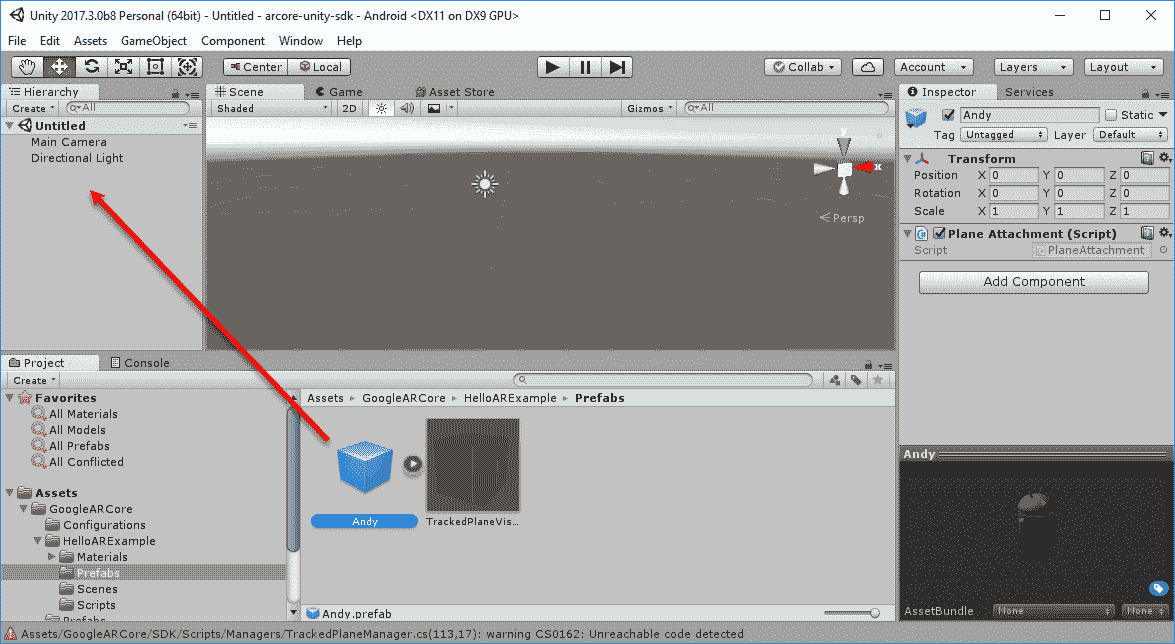 Unity 2017.3.0b8 Personal (64bit) - Untitled - arcore-unity-sdk - Android <DX11 on DX9 GPU>
File Edit Assets GameObject Component Window Help
Center Local Collab Account Layers Layout
Hierarchy
Create All
Untitled
Main Camera
Directional Light
Scene Game Asset Store
Shaded 2D Gizmos All
y
x
Persp
Inspector Services
Andy Static
Tag Untagged Layer Default
Transform
Position X 0 Y 0 Z 0
Rotation X 0 Y 0 Z 0
Scale X 1 Y 1 Z 1
Plane Attachment (Script)
Script PlaneAttachment
Add Component
Project Console
Create
Favorites
All Materials
All Models
All Prefabs
All Conflicted
Assets
GoogleARCore
Configurations
HelloARExample
Materials
Prefabs
Scenes
Scripts
Prefabs
Assets GoogleARCore HelloARExample Prefabs
Andy TrackedPlaneVis...
Andy.prefab
Andy
AssetBundle None None
Assets/GoogleARCore/SDK/Scripts/Managers/TrackedPlaneManager.cs(113,17): warning CS0162: Unreachable code detected